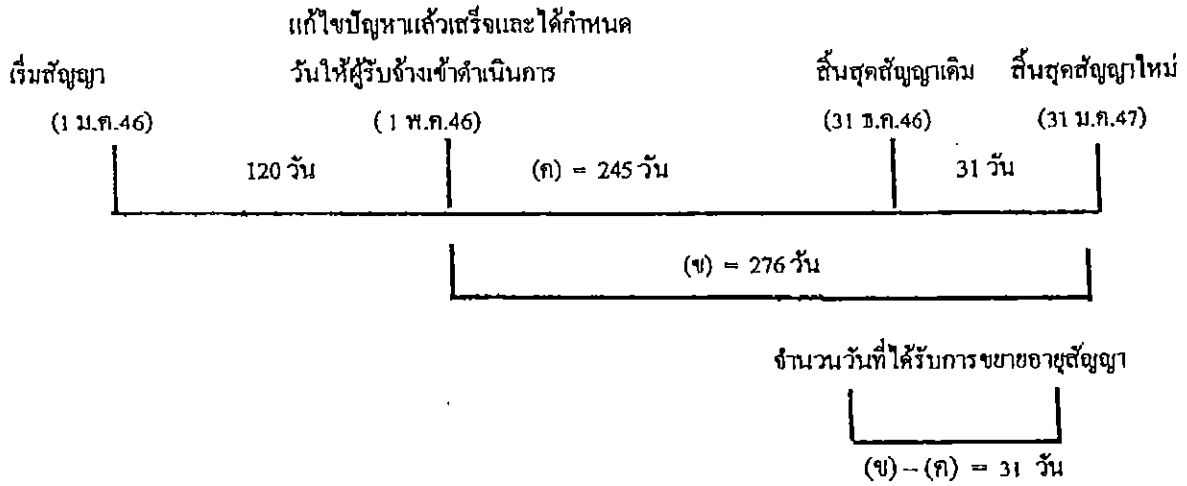 แก้ไขปัญหาแล้วเสร็จและได้กำหนด
เริ่มสัญญา วันให้ผู้รับจ้างเข้าดำเนินการ สิ้นสุดสัญญาเดิม สิ้นสุดสัญญาใหม่
(1 ม.ค.46) (1 พ.ค.46) (31 ธ.ค.46) (31 ม.ค.47)
120 วัน (ค) = 245 วัน 31 วัน
(ข) = 276 วัน
จำนวนวันที่ได้รับการขยายอายุสัญญา
(ข) – (ค) = 31 วัน